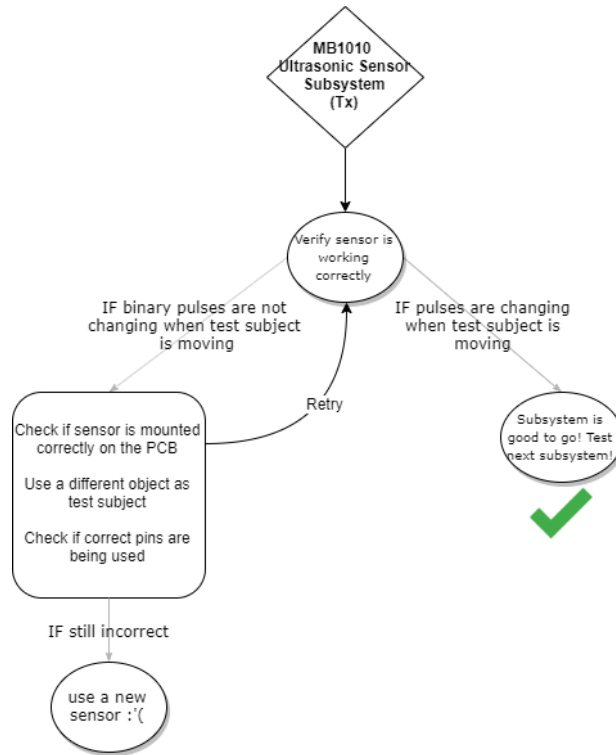 MB1010
Ultrasonic Sensor
Subsystem
(Tx)
Verify sensor is
working
correctly
IF binary pulses are not
changing when test subject
is moving
IF pulses are changing
when test subject is
moving
Retry
Check if sensor is mounted
correctly on the PCB
Use a different object as
test subject
Check if correct pins are
being used
Subsystem is
good to go! Test
next subsystem!
IF still incorrect
use a new
sensor :'(